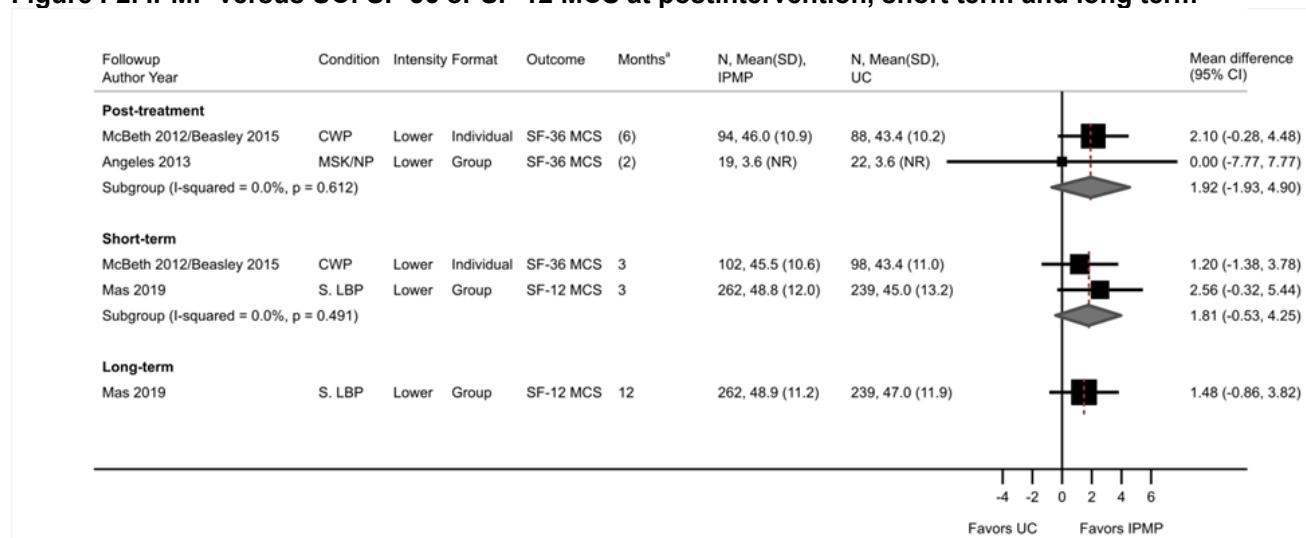 Followup Condition Intensity Format Outcome Months^a N, Mean(SD), N, Mean(SD), Mean difference
Author Year IPMP UC (95% CI)
Post-treatment
McBeth 2012/Beasley 2015 CWP Lower Individual SF-36 MCS (6) 94, 46.0 (10.9) 88, 43.4 (10.2) 2.10 (-0.28, 4.48)
Angeles 2013 MSK/NP Lower Group SF-36 MCS (2) 19, 3.6 (NR) 22, 3.6 (NR) 0.00 (-7.77, 7.77)
Subgroup (I-squared = 0.0%, p = 0.612) 1.92 (-1.93, 4.90)
Short-term
McBeth 2012/Beasley 2015 CWP Lower Individual SF-36 MCS 3 102, 45.5 (10.6) 98, 43.4 (11.0) 1.20 (-1.38, 3.78)
Mas 2019 S. LBP Lower Group SF-12 MCS 3 262, 48.8 (12.0) 239, 45.0 (13.2) 2.56 (-0.32, 5.44)
Subgroup (I-squared = 0.0%, p = 0.491) 1.81 (-0.53, 4.25)
Long-term
Mas 2019 S. LBP Lower Group SF-12 MCS 12 262, 48.9 (11.2) 239, 47.0 (11.9) 1.48 (-0.86, 3.82)
-4 -2 0 2 4 6
Favors UC Favors IPMP